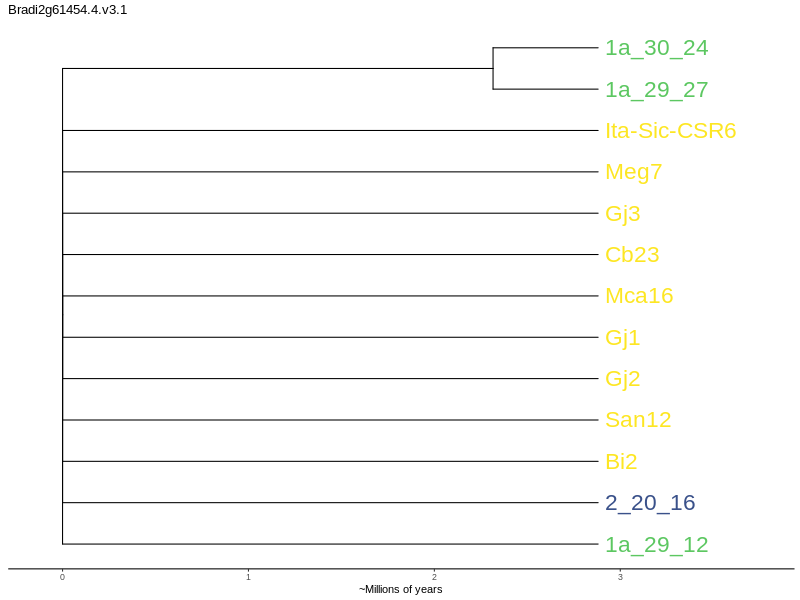 Bradi2g61454.4.v3.1
1a_30_24
1a_29_27
Ita-Sic-CSR6
Meg7
Gj3
Cb23
Mca16
Gj1
Gj2
San12
Bi2
2_20_16
1a_29_12
0 1 2 3
~Millions of years